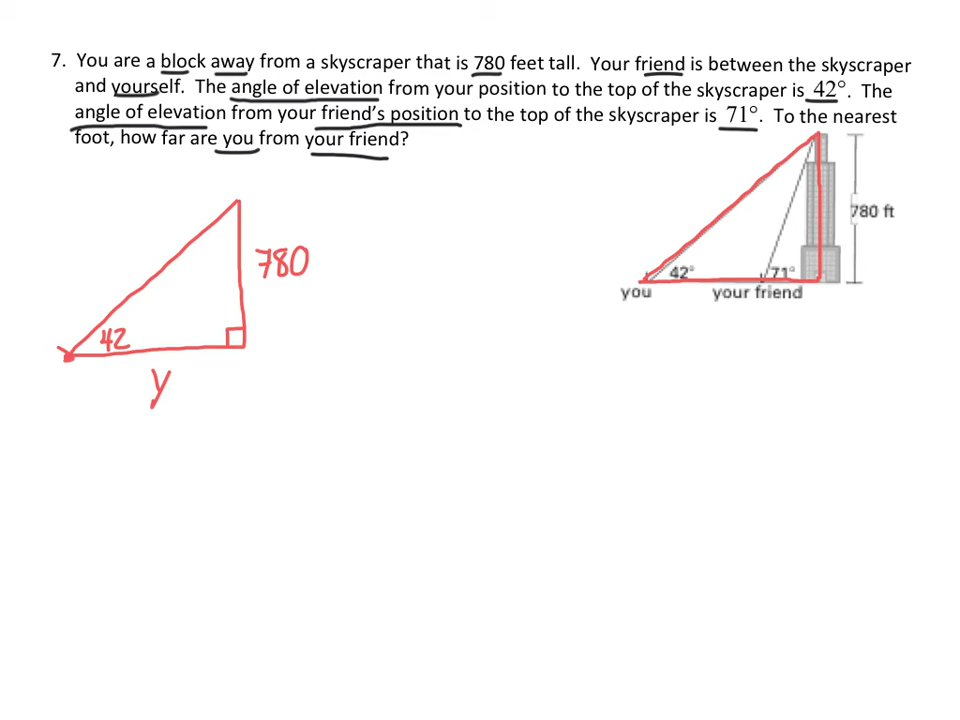 7. You are a block away from a skyscraper that is 780 feet tall. Your friend is between the skyscraper
and yourself. The angle of elevation from your position to the top of the skyscraper is 42°. The
angle of elevation from your friend's position to the top of the skyscraper is 71°. To the nearest
foot, how far are you from your friend?
780 ft
42° 71°
you your friend
780
42
y